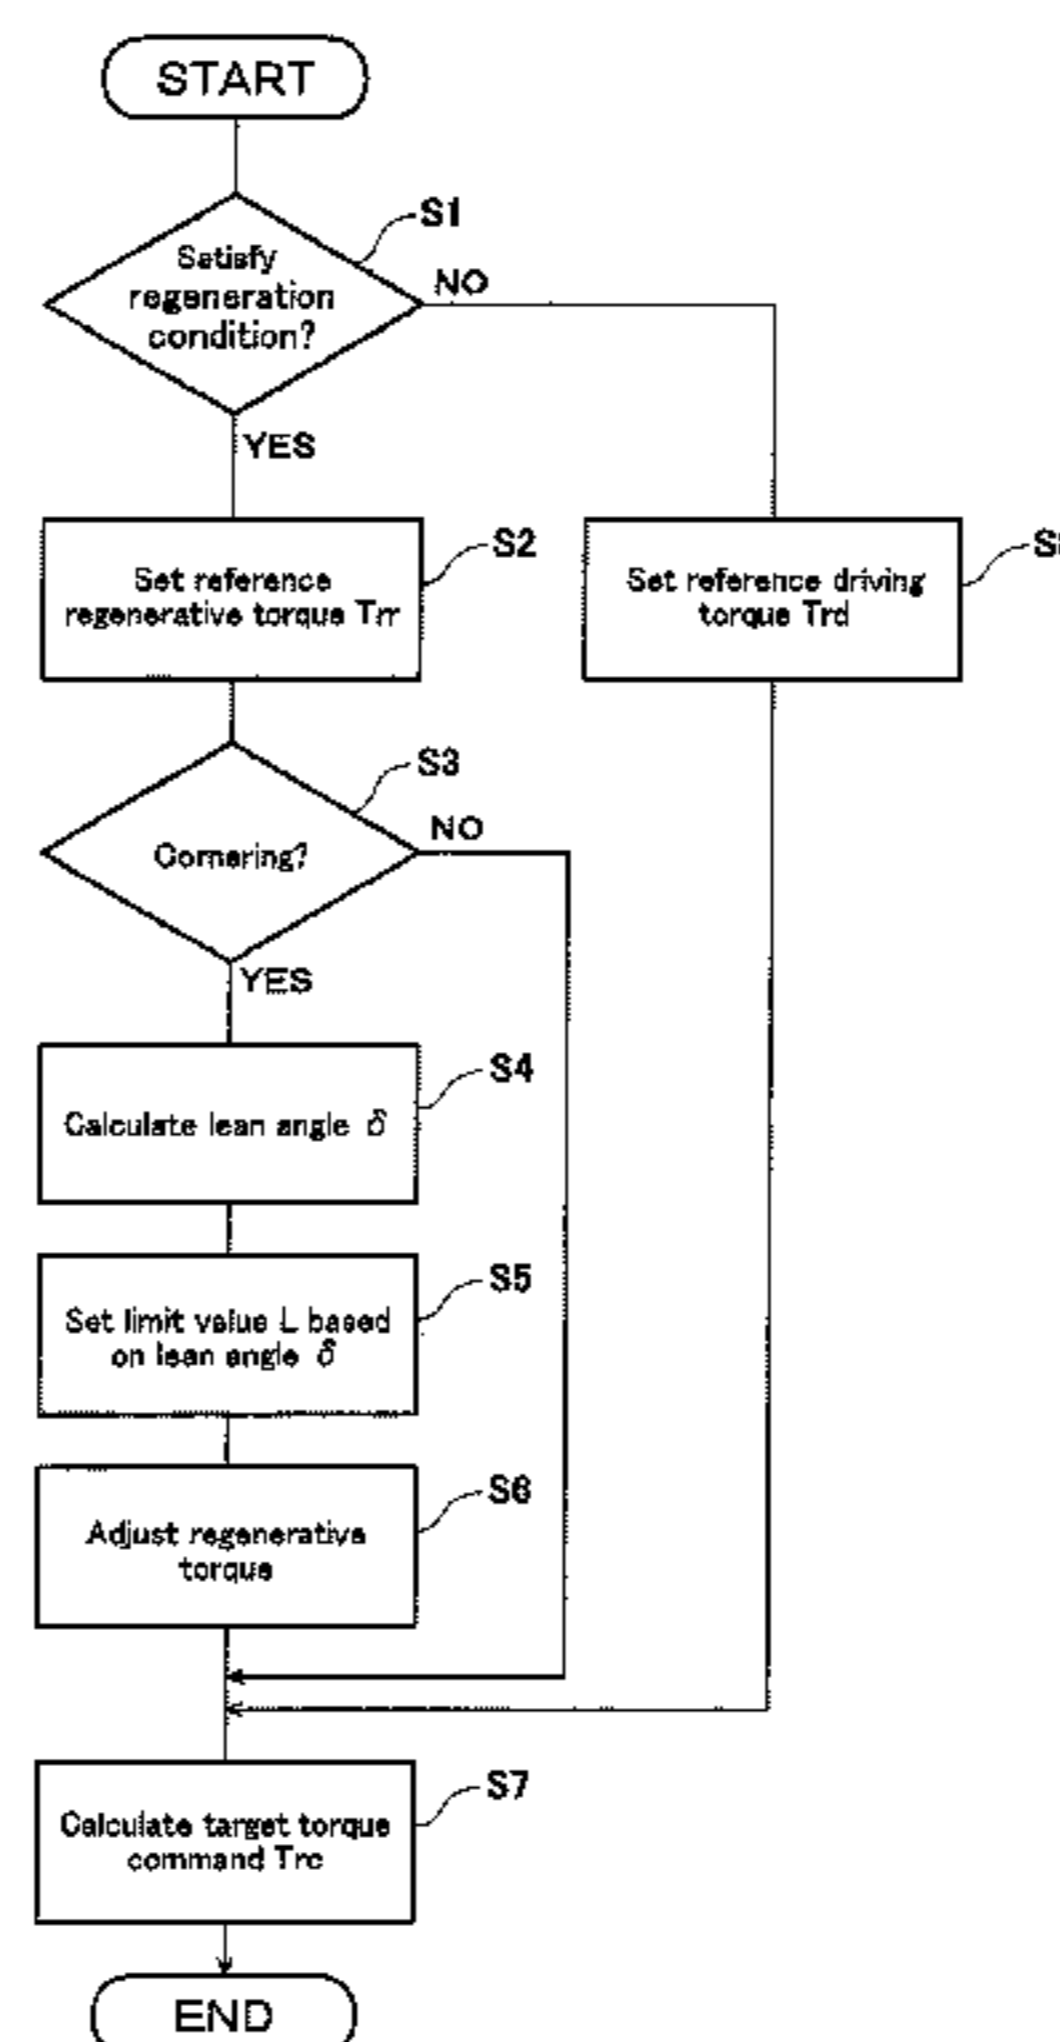 START
S1
Satisfy
regeneration
condition?
NO
YES
S2
Set reference
regenerative torque Trr
Set reference driving
torque Trd
S3
Cornering?
NO
YES
S4
Calculate lean angle δ
S5
Set limit value L based
on lean angle δ
S6
Adjust regenerative
torque
S7
Calculate target torque
command Trc
END